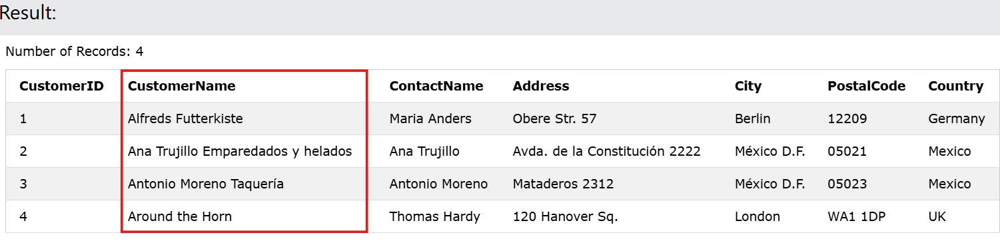 Result:
Number of Records: 4
CustomerID CustomerName ContactName Address City PostalCode Country
1 Alfreds Futterkiste Maria Anders Obere Str. 57 Berlin 12209 Germany
2 Ana Trujillo Emparedados y helados Ana Trujillo Avda. de la Constitución 2222 México D.F. 05021 Mexico
3 Antonio Moreno Taquería Antonio Moreno Mataderos 2312 México D.F. 05023 Mexico
4 Around the Horn Thomas Hardy 120 Hanover Sq. London WA1 1DP UK